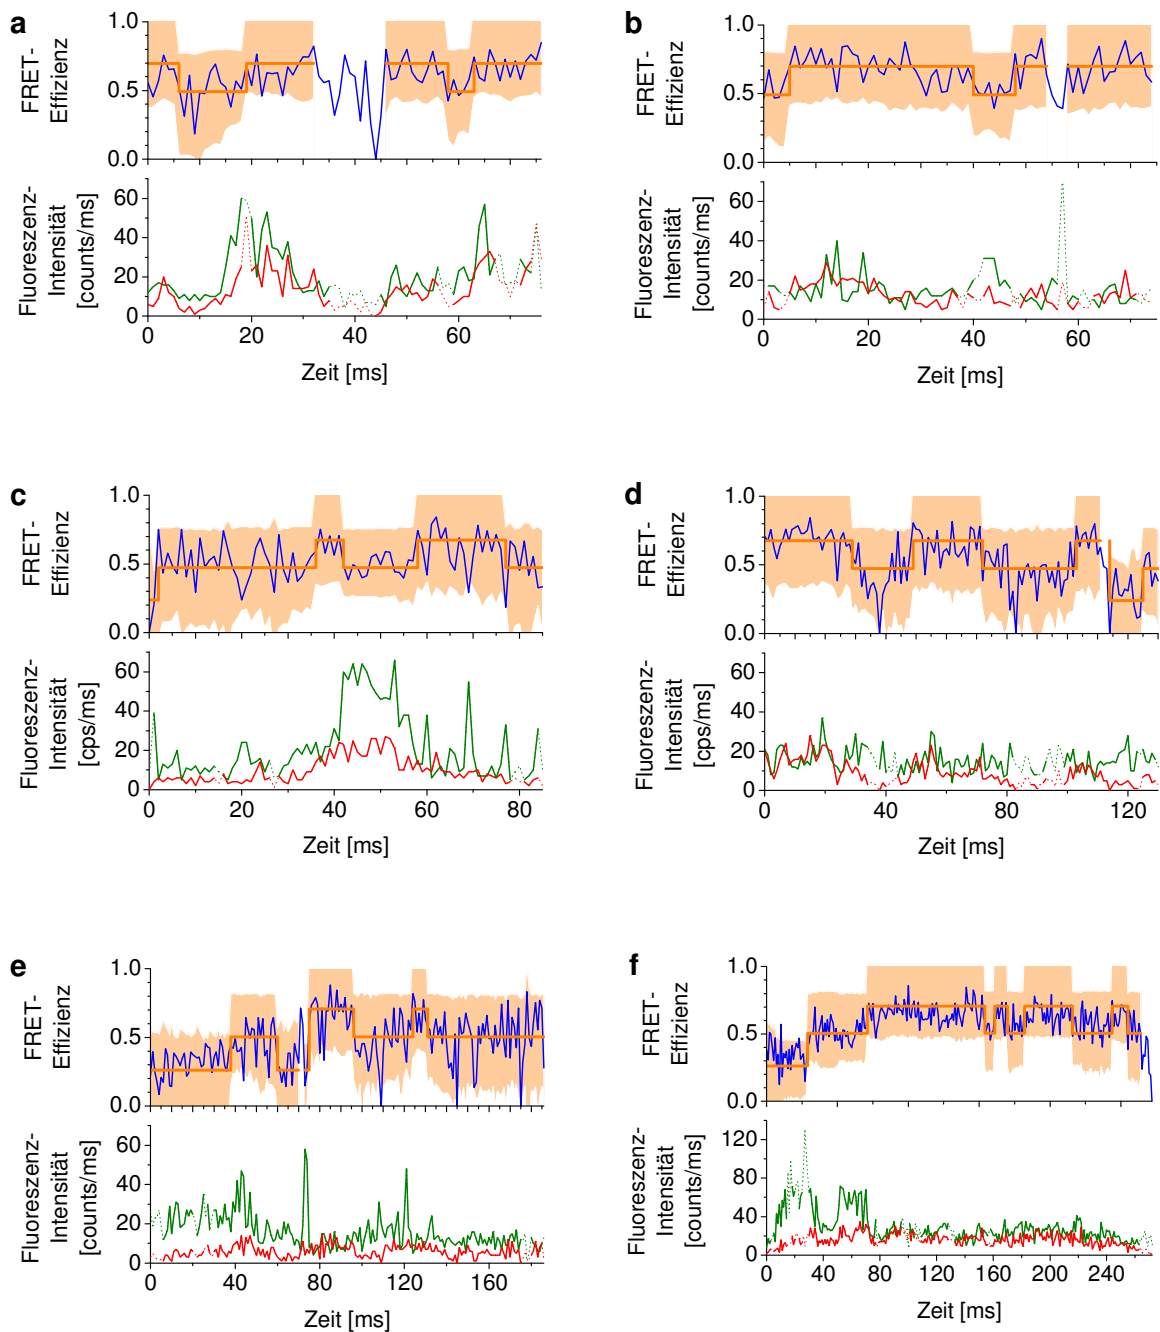 a
1.0
0.5
0.0
FRET-
Effizienz
60
40
20
0
Fluoreszenz-
Intensität
[counts/ms]
0 20 40 60
Zeit [ms]
b
1.0
0.5
0.0
FRET-
Effizienz
60
40
20
0
Fluoreszenz-
Intensität
[counts/ms]
0 20 40 60
Zeit [ms]
c
1.0
0.5
0.0
FRET-
Effizienz
60
40
20
0
Fluoreszenz-
Intensität
[cps/ms]
0 20 40 60 80
Zeit [ms]
d
1.0
0.5
0.0
FRET-
Effizienz
60
40
20
0
Fluoreszenz-
Intensität
[cps/ms]
0 40 80 120
Zeit [ms]
e
1.0
0.5
0.0
FRET-
Effizienz
60
40
20
0
Fluoreszenz-
Intensität
[counts/ms]
0 40 80 120 160
Zeit [ms]
f
1.0
0.5
0.0
FRET-
Effizienz
120
80
40
0
Fluoreszenz-
Intensität
[counts/ms]
0 40 80 120 160 200 240
Zeit [ms]